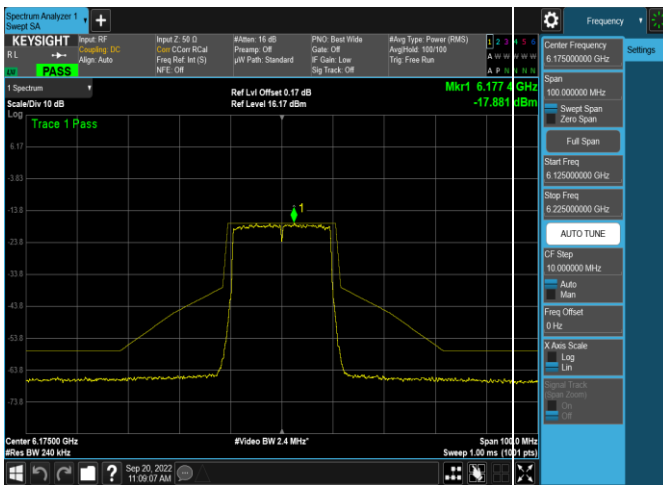 Spectrum Analyzer 1
Swept SA
+
Frequency
KEYSIGHT
R L
PASS
Input: RF
Coupling: DC
Align: Auto
Input Z: 50 Ω
Corr CCorr RCal
Freq Ref: Int (S)
NFE: Off
#Atten: 16 dB
Preamp: Off
µW Path: Standard
PNO: Best Wide
Gate: Off
IF Gain: Low
Sig Track: Off
#Avg Type: Power (RMS)
Avg|Hold: 100/100
Trig: Free Run
1 2 3 4 5 6
A W W W W W
A P N N N N
1 Spectrum
Scale/Div 10 dB
Log
Ref Lvl Offset 0.17 dB
Ref Level 16.17 dBm
Mkr1 6.177 4 GHz
-17.881 dBm
Trace 1 Pass
6.17
-3.83
-13.8
-23.8
-33.8
-43.8
-53.8
-63.8
-73.8
1
Center 6.17500 GHz
#Res BW 240 kHz
#Video BW 2.4 MHz*
Span 100.0 MHz
Sweep 1.00 ms (1001 pts)
Center Frequency
6.175000000 GHz
Settings
Span
100.000000 MHz
Swept Span
Zero Span
Full Span
Start Freq
6.125000000 GHz
Stop Freq
6.225000000 GHz
AUTO TUNE
CF Step
10.000000 MHz
Auto
Man
Freq Offset
0 Hz
X Axis Scale
Log
Lin
Signal Track
(Span Zoom)
On
Off
?
Sep 20, 2022
11:09:07 AM